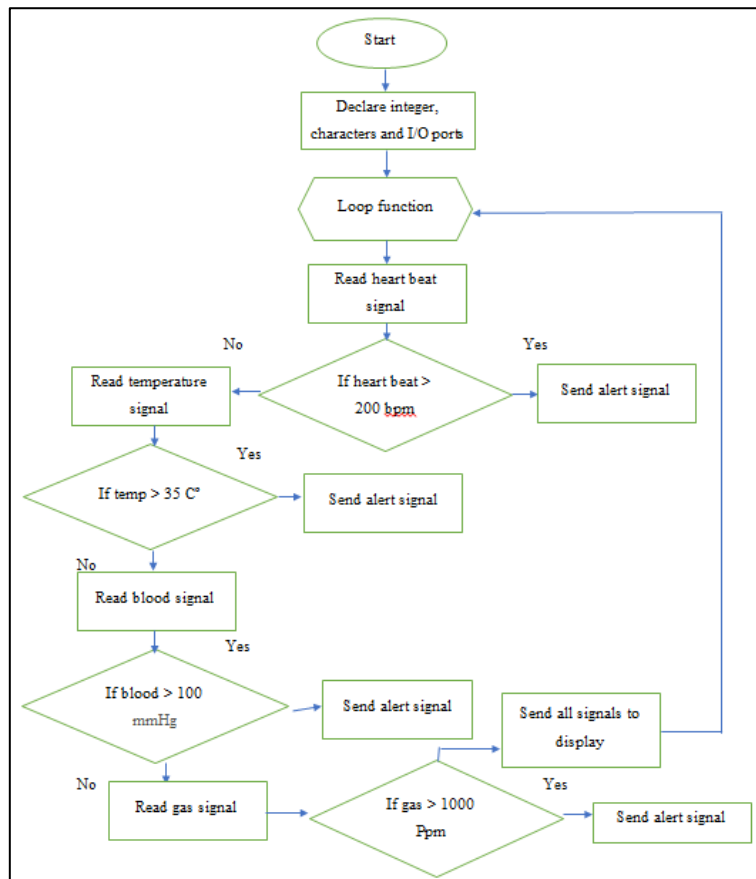 Start
Declare integer,
characters and I/O ports
Loop function
Read heart beat
signal
No
Yes
If heart beat >
200 bpm
Read temperature
signal
Send alert signal
Yes
If temp > 35 Cº
Send alert signal
No
Read blood signal
Yes
If blood > 100
mmHg
Send alert signal
Send all signals to
display
No
Read gas signal
If gas > 1000
Ppm
Yes
Send alert signal